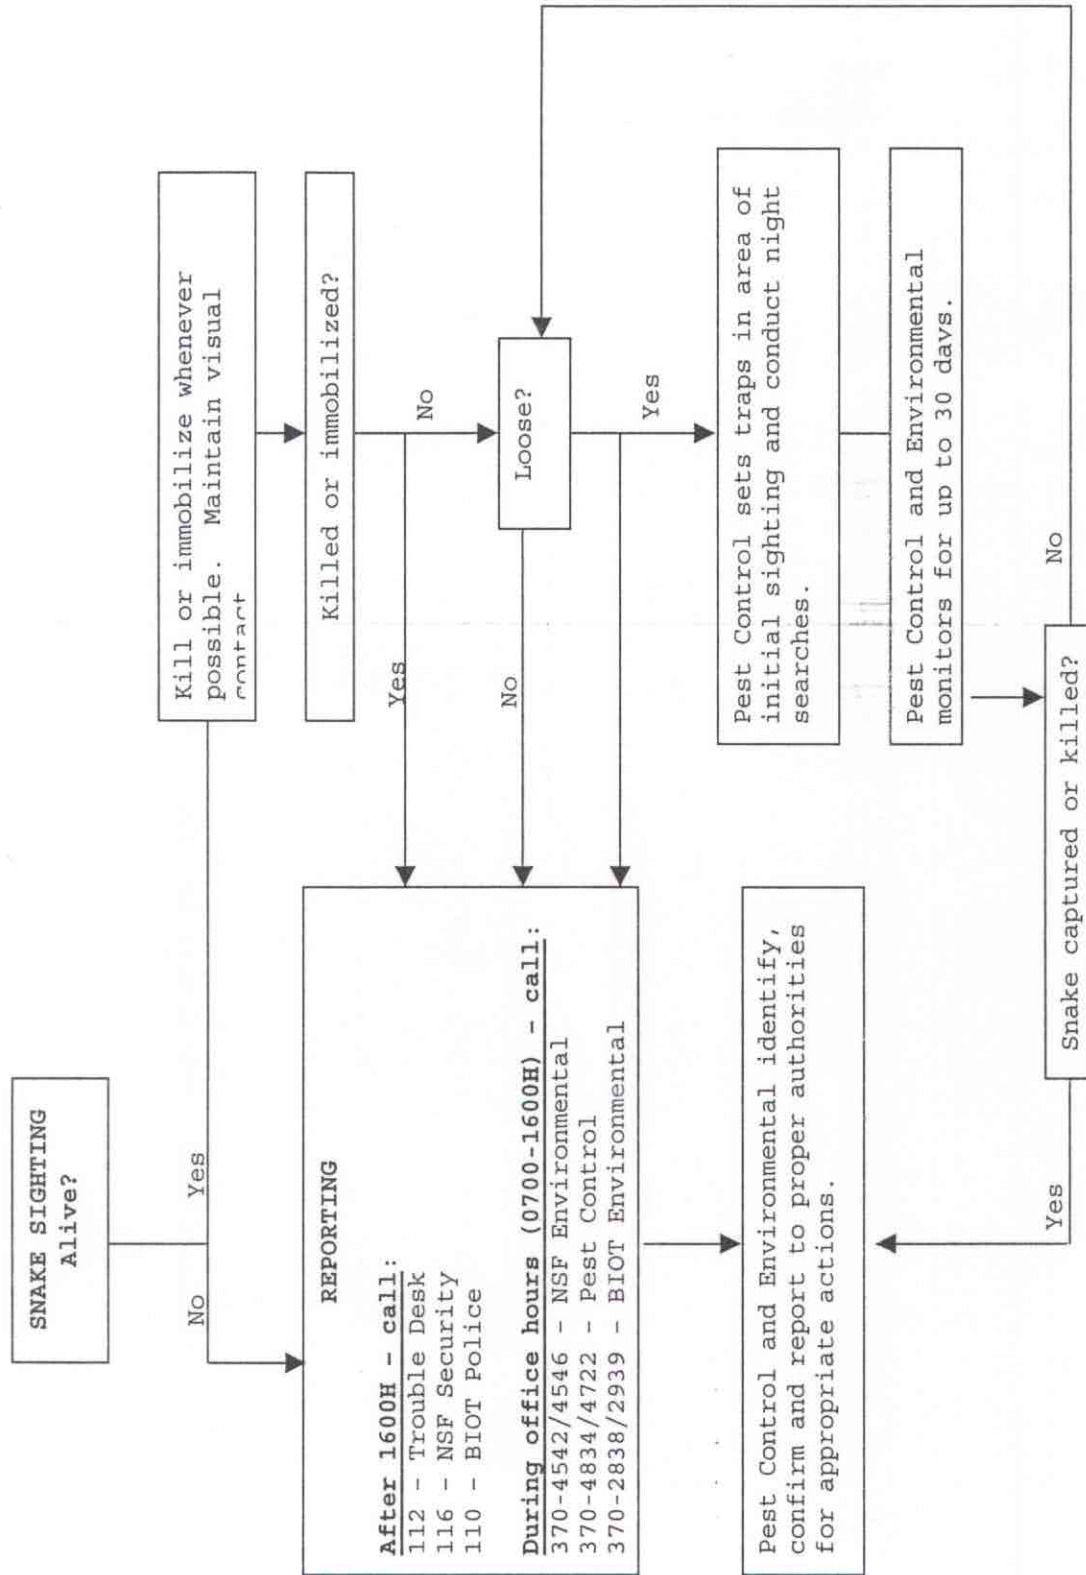 SNAKE SIGHTING
Alive?
No
Yes
Kill or immobilize whenever
possible. Maintain visual
contact
Killed or immobilized?
Yes
No
Loose?
No
Yes
REPORTING
After 1600H - call:
112 - Trouble Desk
116 - NSF Security
110 - BIOT Police
During office hours (0700-1600H) - call:
370-4542/4546 - NSF Environmental
370-4834/4722 - Pest Control
370-2838/2939 - BIOT Environmental
Pest Control sets traps in area of
initial sighting and conduct night
searches.
Pest Control and Environmental
monitors for up to 30 days.
Pest Control and Environment identify,
confirm and report to proper authorities
for appropriate actions.
Snake captured or killed?
Yes
No